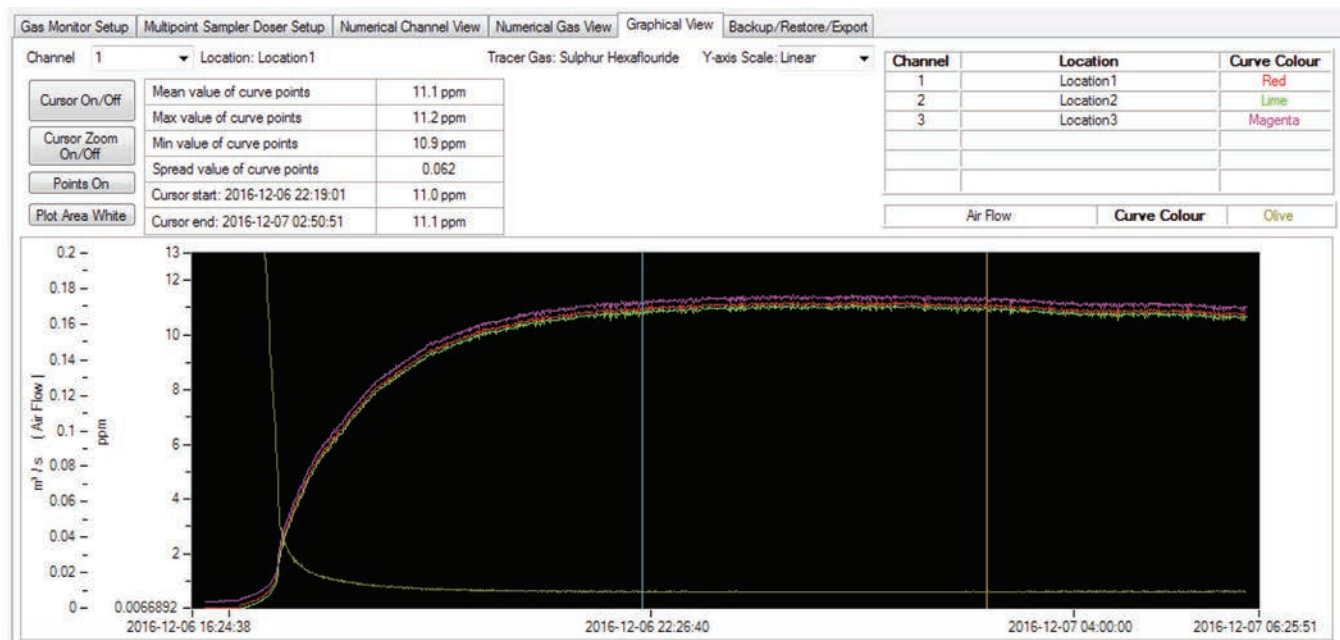 Gas Monitor Setup Multipoint Sampler Doser Setup Numerical Channel View Numerical Gas View Graphical View Backup/Restore/Export
Channel 1 Location: Location1 Tracer Gas: Sulphur Hexaflouride Y-axis Scale: Linear
Cursor On/Off
Cursor Zoom
On/Off
Points On
Plot Area White
Mean value of curve points 11.1 ppm
Max value of curve points 11.2 ppm
Min value of curve points 10.9 ppm
Spread value of curve points 0.062
Cursor start: 2016-12-06 22:19:01 11.0 ppm
Cursor end: 2016-12-07 02:50:51 11.1 ppm
Channel Location Curve Colour
1 Location1 Red
2 Location2 Lime
3 Location3 Magenta
Air Flow Curve Colour Olive
m³ / s ( Air Flow )
0.2
0.18
0.16
0.14
0.12
0.1
0.08
0.06
0.04
0.02
0
ppm
13
12
10
8
6
4
2
0.0066892
2016-12-06 16:24:38 2016-12-06 22:26:40 2016-12-07 04:00:00 2016-12-07 06:25:51